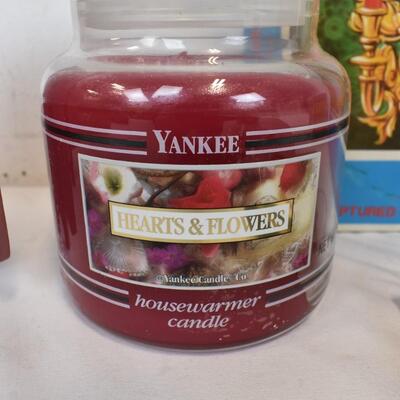 YANKEE
HEARTS & FLOWERS
©Yankee Candle Co
housewarmer
candle
PTURED